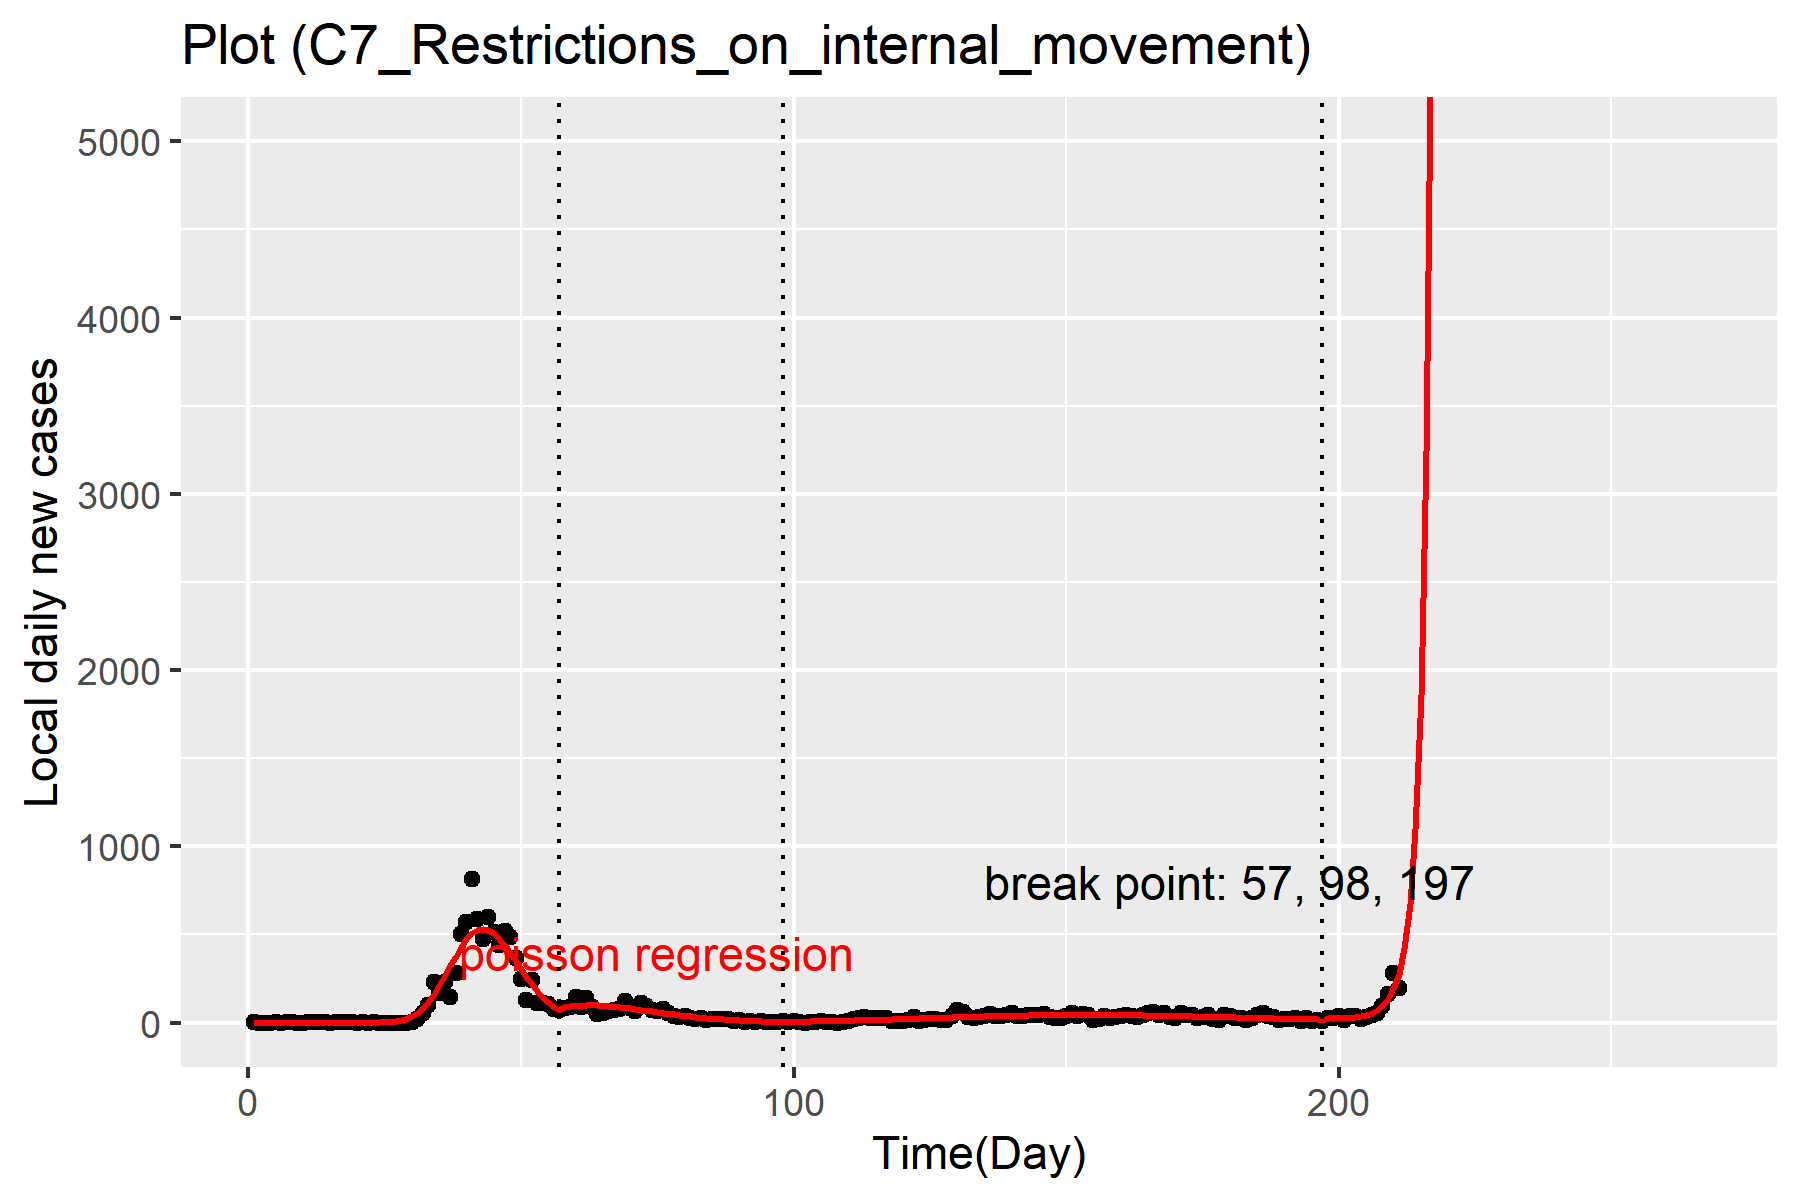 Plot (C7_Restrictions_on_internal_movement)
Local daily new cases
5000
4000
3000
2000
1000
0
break point: 57, 98, 197
poisson regression
0
100
200
Time(Day)